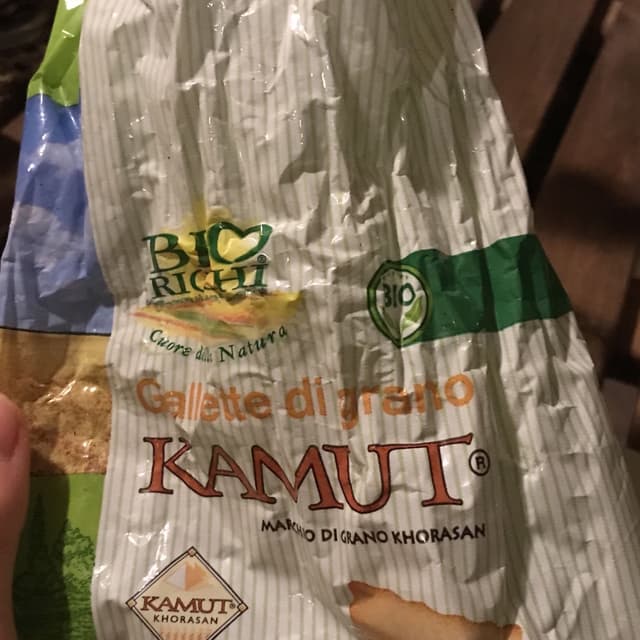 BIO
RICHI®
Cuore della Natura
BIO
Gallette di grano
KAMUT®
MARCHIO DI GRANO KHORASAN
KAMUT®
KHORASAN